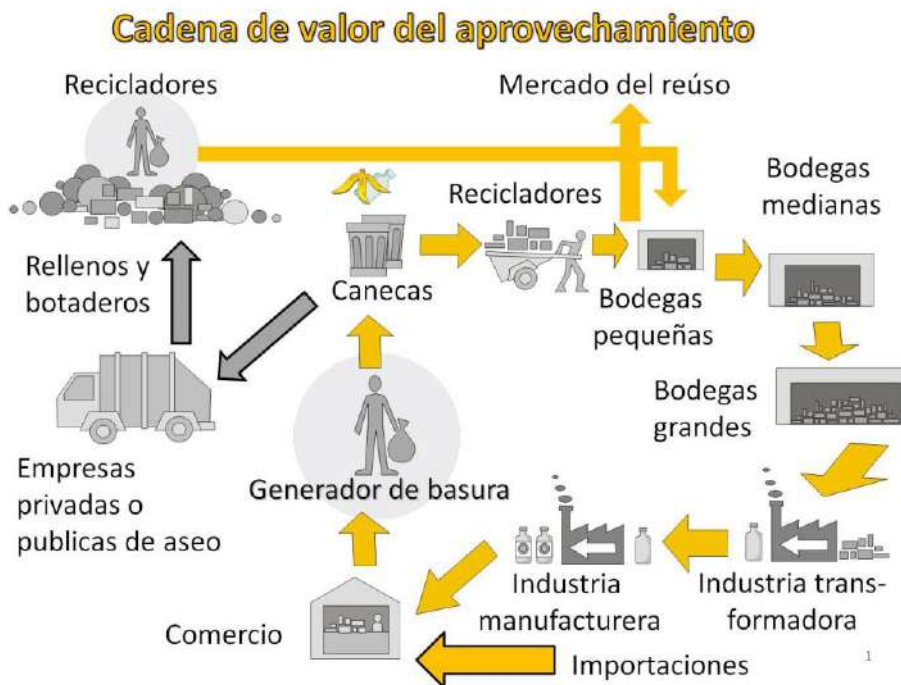 Cadena de valor del aprovechamiento
Recicladores
Mercado del reúso
Bodegas
medianas
Recicladores
Rellenos y
botaderos
Canecas
Bodegas
pequeñas
Bodegas
grandes
Empresas
privadas o
publicas de aseo
Generador de basura
Industria
manufacturera
Industria trans-
formadora
Comercio
Importaciones
1